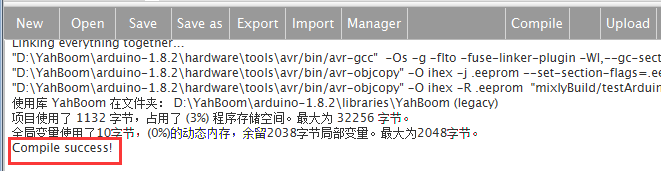 New Open Save Save as Export Import Manager Compile Upload
Linking everything together...
"D:\YahBoom\arduino-1.8.2\hardware\tools\avr/bin/avr-gcc" -Os -g -flto -fuse-linker-plugin -Wl,--gc-sect
"D:\YahBoom\arduino-1.8.2\hardware\tools\avr/bin/avr-objcopy" -O ihex -j .eeprom --set-section-flags=.ee
"D:\YahBoom\arduino-1.8.2\hardware\tools\avr/bin/avr-objcopy" -O ihex -R .eeprom "mixlyBuild/testArduin
使用库 YahBoom 在文件夹: D:\YahBoom\arduino-1.8.2\libraries\YahBoom (legacy)
项目使用了 1132 字节，占用了 (3%) 程序存储空间。最大为 32256 字节。
全局变量使用了10字节，(0%)的动态内存，余留2038字节局部变量。最大为2048字节。
Compile success!